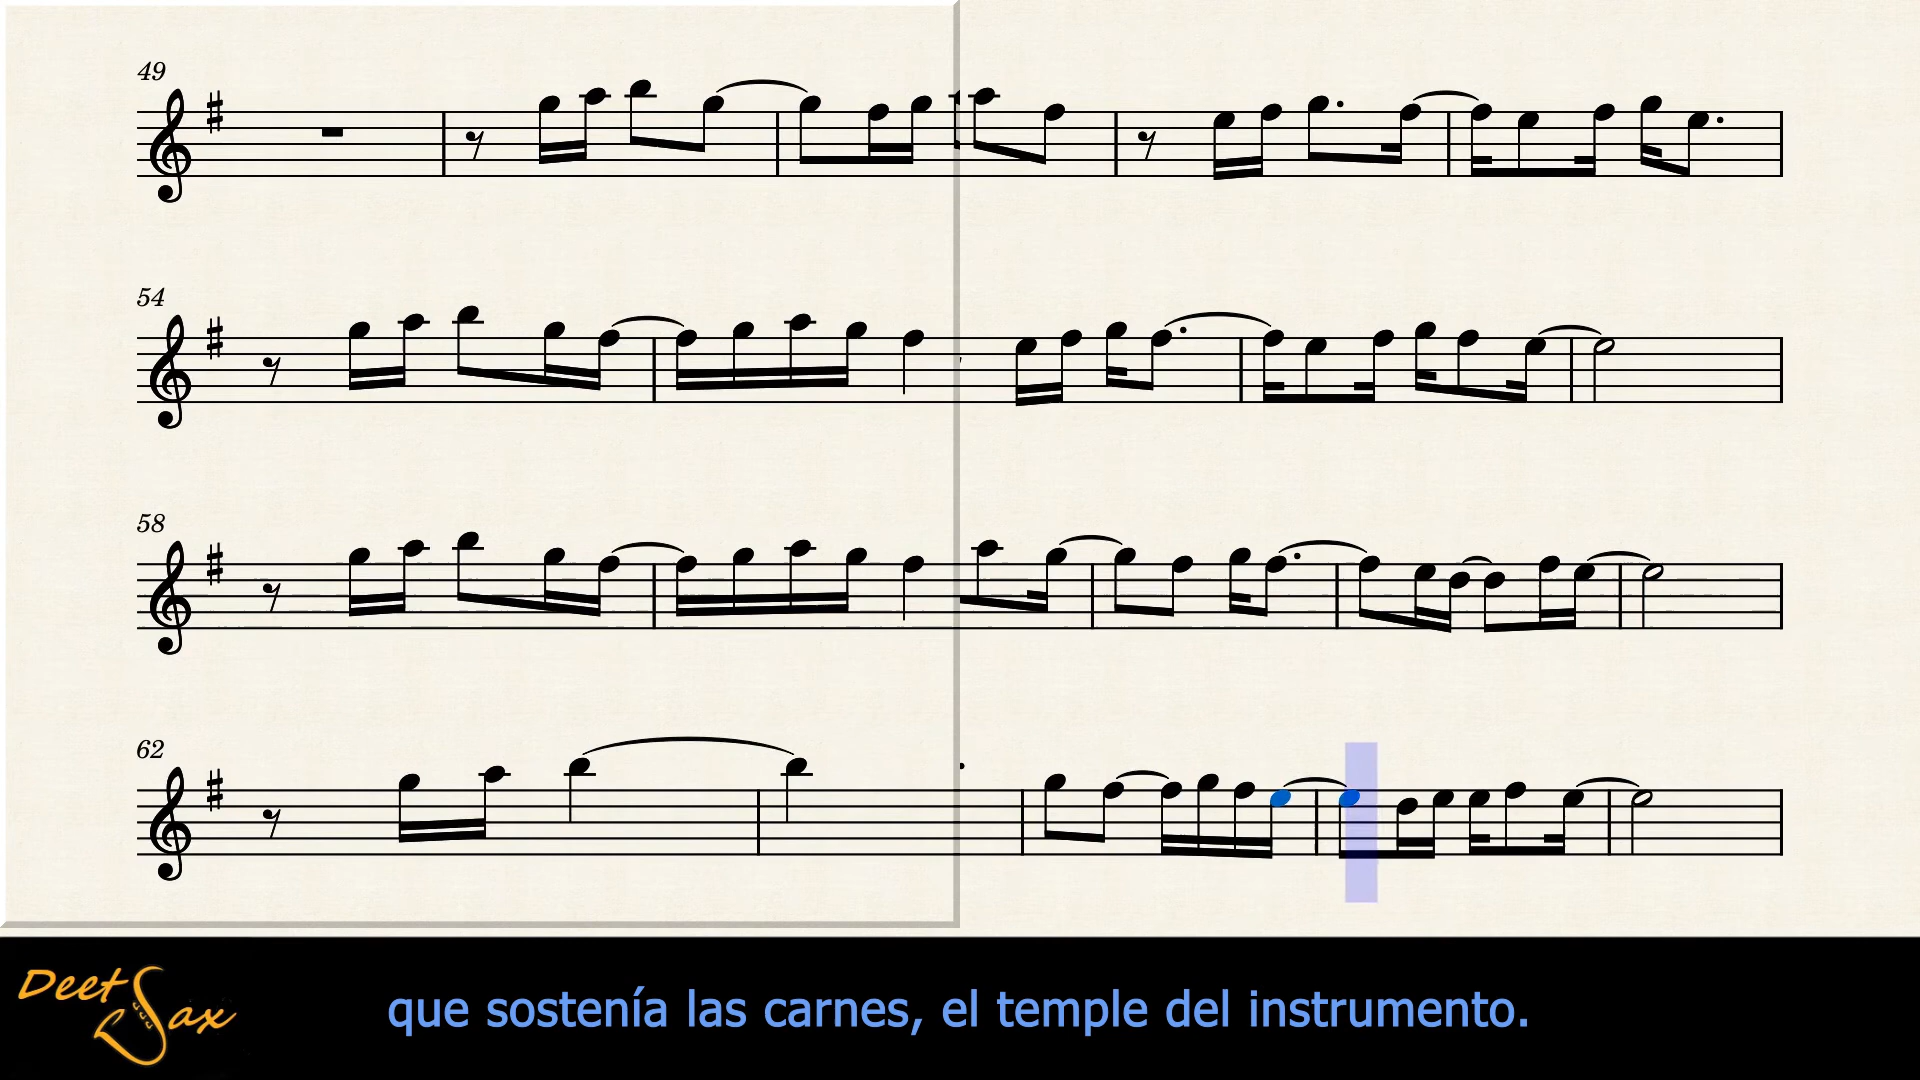 49
54
58
62
Deet Sax
que sostenía las carnes, el temple del instrumento.